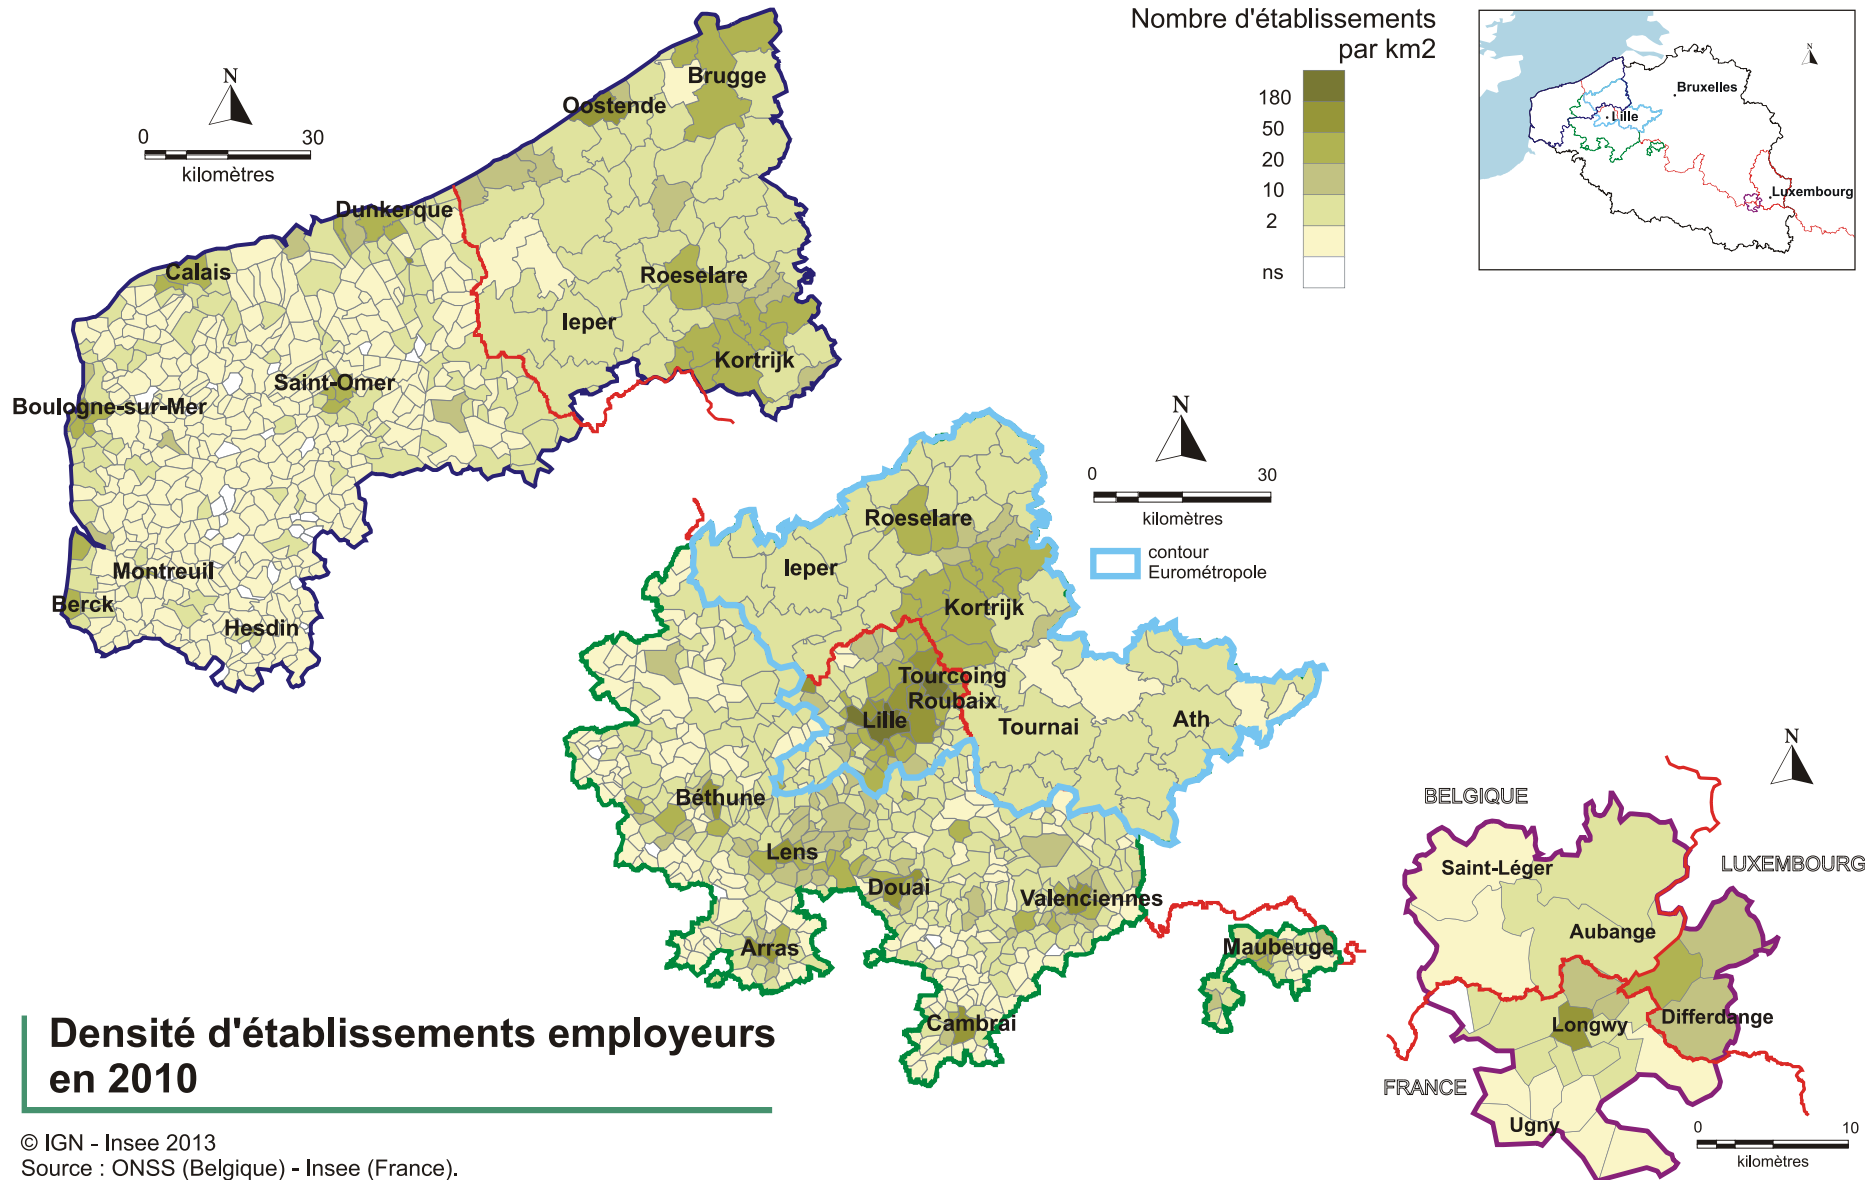 Nombre d'établissements
par km2
180
50
20
10
2
ns
N
Bruxelles
Lille
Luxembourg
N
0 30
kilomètres
Brugge
Oostende
Dunkerque
Calais
Roeselare
Ieper
Kortrijk
Saint-Omer
Boulogne-sur-Mer
Montreuil
Berck
Hesdin
N
0 30
kilomètres
contour
Eurométropole
Roeselare
Ieper
Kortrijk
Tourcoing
Roubaix
Lille
Tournai
Ath
Béthune
Lens
Douai
Valenciennes
Arras
Maubeuge
Cambrai
N
BELGIQUE
LUXEMBOURG
Saint-Léger
Aubange
Longwy
Differdange
FRANCE
Ugny
0 10
kilomètres
Densité d'établissements employeurs
en 2010
© IGN - Insee 2013
Source : ONSS (Belgique) - Insee (France).